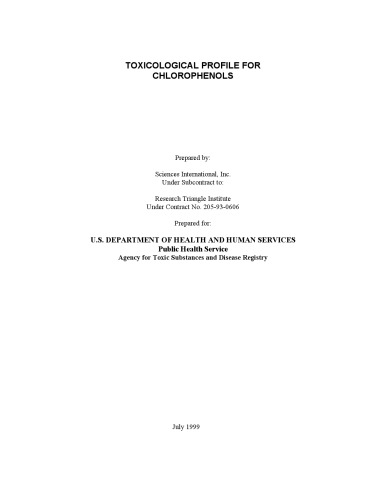 TOXICOLOGICAL PROFILE FOR
CHLOROPHENOLS
Prepared by:
Sciences International, Inc.
Under Subcontract to:
Research Triangle Institute
Under Contract No. 205-93-0606
Prepared for:
U.S. DEPARTMENT OF HEALTH AND HUMAN SERVICES
Public Health Service
Agency for Toxic Substances and Disease Registry
July 1999